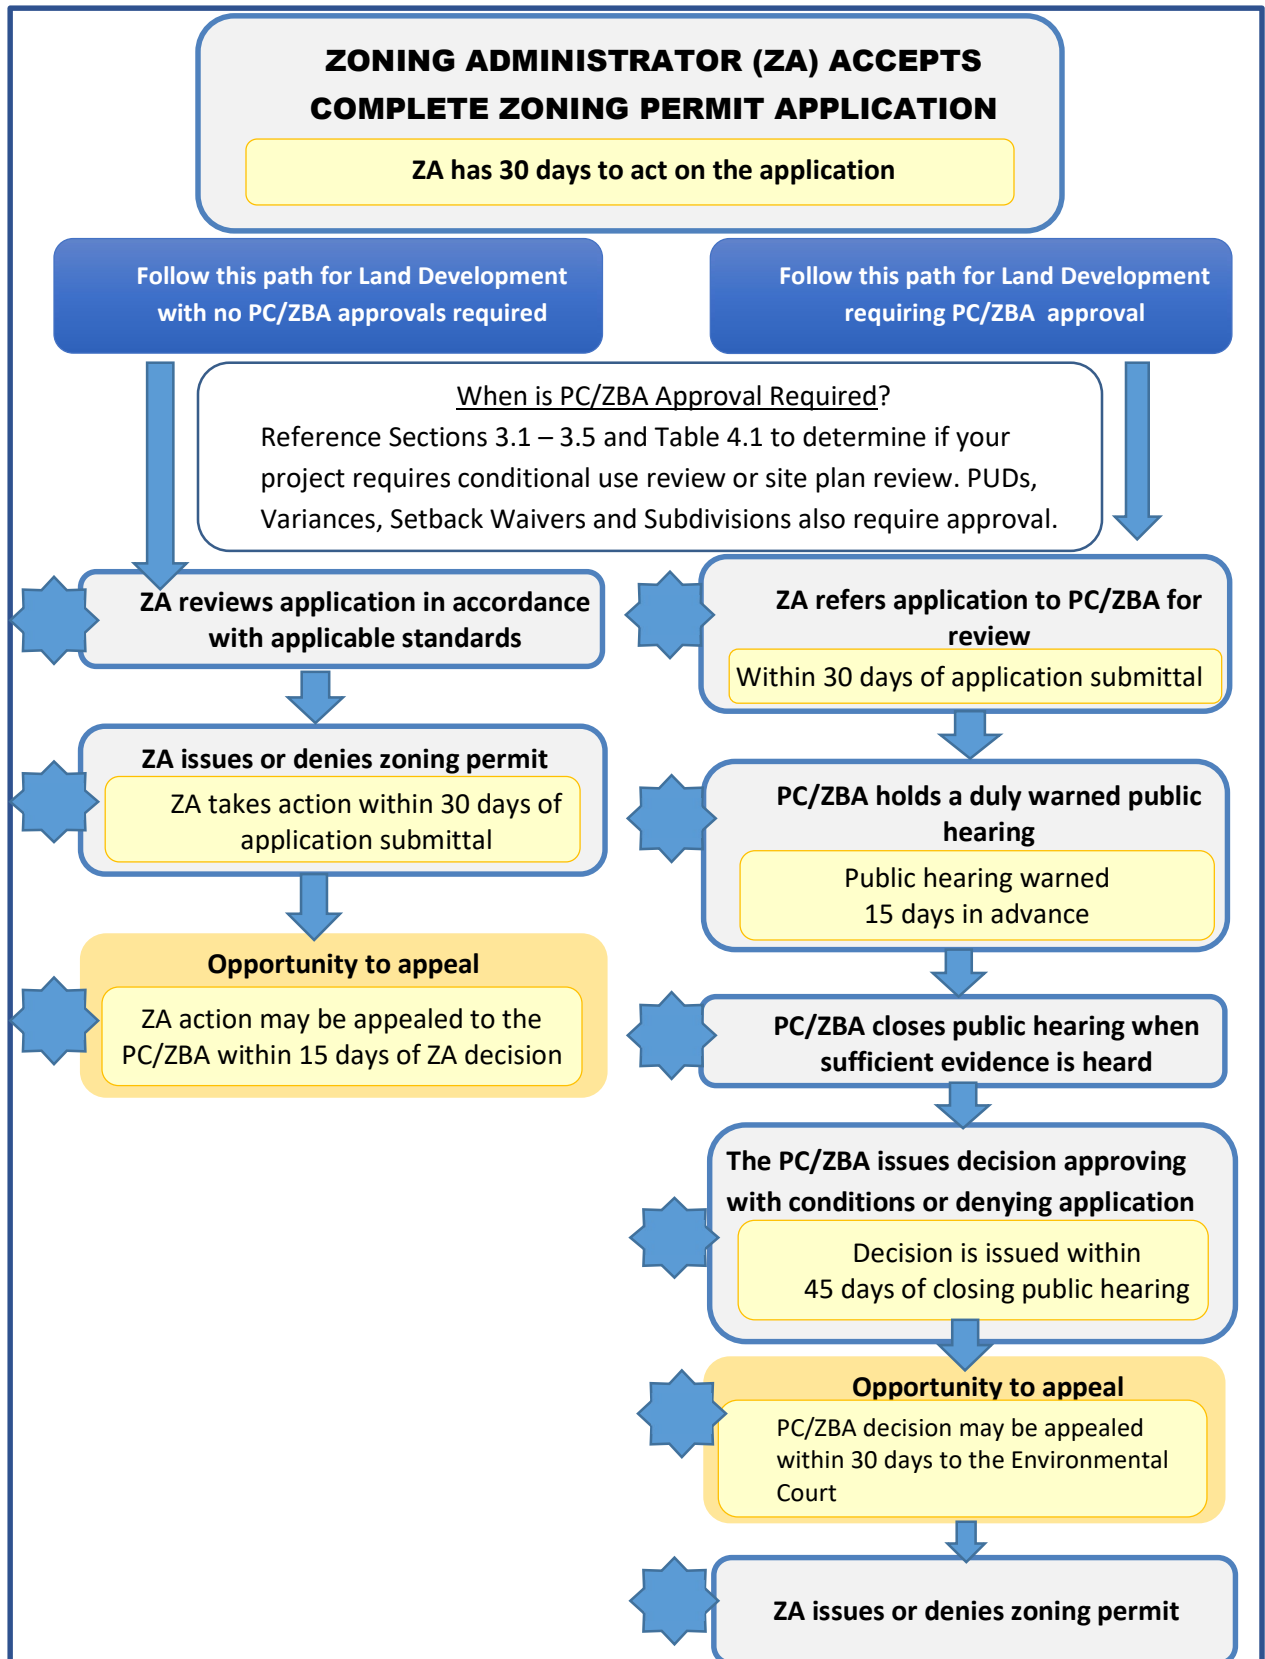 ZONING ADMINISTRATOR (ZA) ACCEPTS
COMPLETE ZONING PERMIT APPLICATION
ZA has 30 days to act on the application
Follow this path for Land Development
with no PC/ZBA approvals required
Follow this path for Land Development
requiring PC/ZBA approval
When is PC/ZBA Approval Required?
Reference Sections 3.1 – 3.5 and Table 4.1 to determine if your
project requires conditional use review or site plan review. PUDs,
Variances, Setback Waivers and Subdivisions also require approval.
ZA reviews application in accordance
with applicable standards
ZA issues or denies zoning permit
ZA takes action within 30 days of
application submittal
Opportunity to appeal
ZA action may be appealed to the
PC/ZBA within 15 days of ZA decision
ZA refers application to PC/ZBA for
review
Within 30 days of application submittal
PC/ZBA holds a duly warned public
hearing
Public hearing warned
15 days in advance
PC/ZBA closes public hearing when
sufficient evidence is heard
The PC/ZBA issues decision approving
with conditions or denying application
Decision is issued within
45 days of closing public hearing
Opportunity to appeal
PC/ZBA decision may be appealed
within 30 days to the Environmental
Court
ZA issues or denies zoning permit